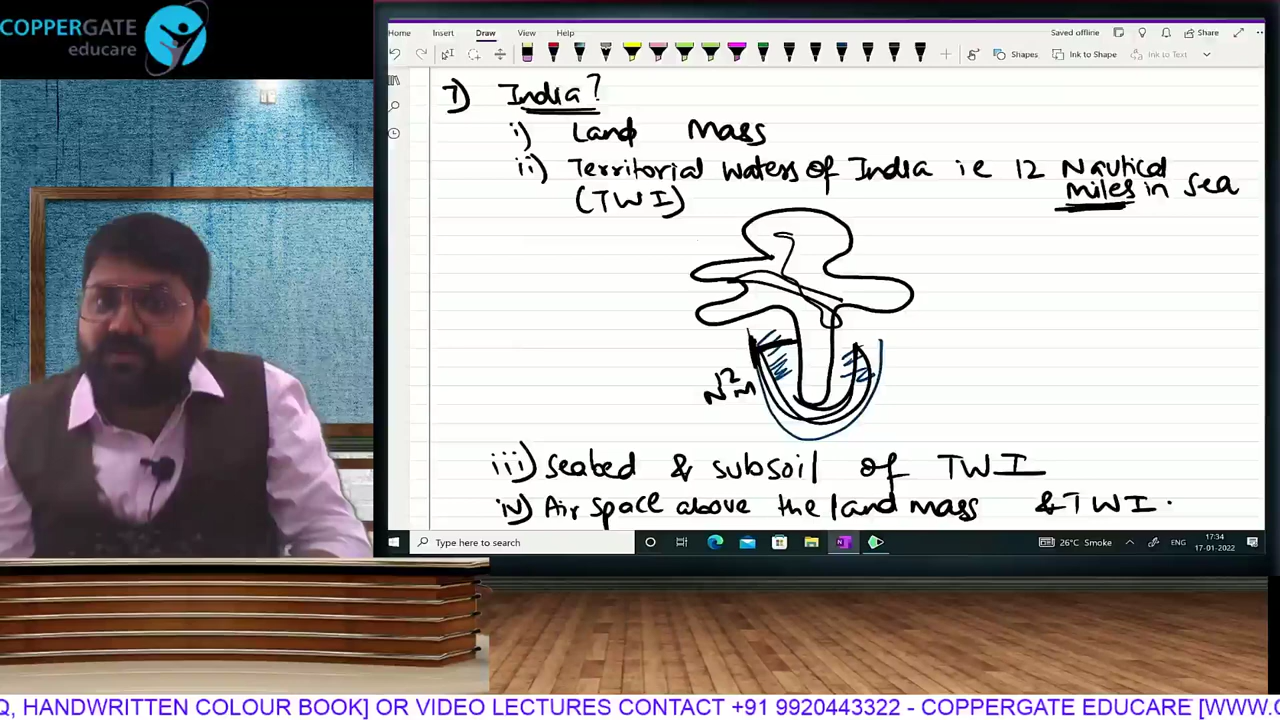 COPPERGATE
educare
Home Insert Draw View Help
Saved offline
Share
Shapes
Ink to Shape
Ink to Text
I) India?
i) Land Mass
ii) Territorial waters of India ie 12 Nautical
miles in sea
(TWI)
12
NM
iii) Seabed & subsoil of TWI
iv) Air space above the land mass & TWI.
Type here to search
26°C Smoke
ENG
17:34
17-01-2022
Q, HANDWRITTEN COLOUR BOOK] OR VIDEO LECTURES CONTACT +91 9920443322 - COPPERGATE EDUCARE [WWW.C